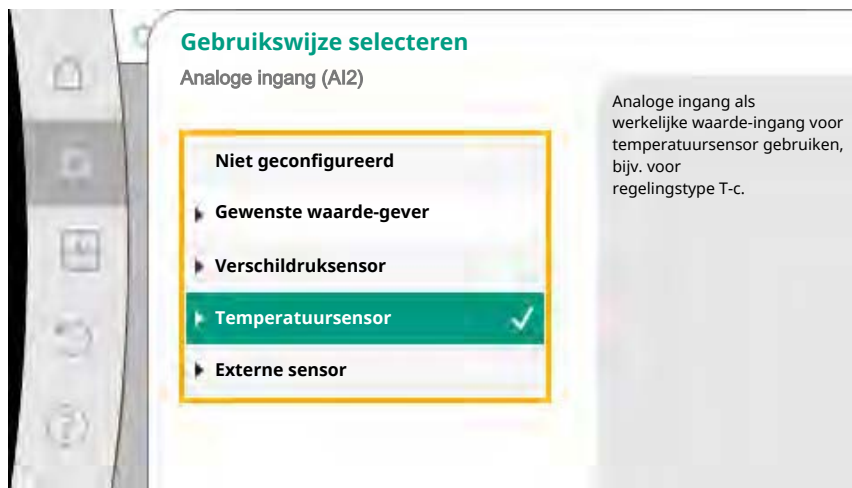 Gebruikswijze selecteren
Analoge ingang (AI2)
Niet geconfigureerd
Gewenste waarde-gever
Verschildruksensor
Temperatuursensor
Externe sensor
Analoge ingang als
werkelijke waarde-ingang voor
temperatuursensor gebruiken,
bijv. voor
regelingstype T-c.